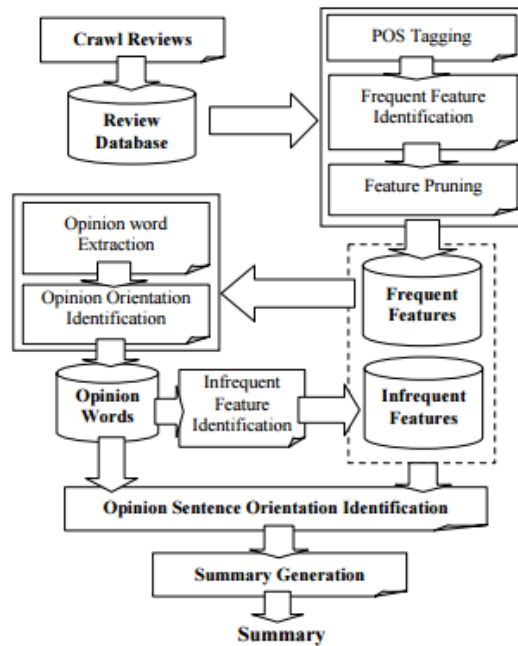 Crawl Reviews
Review
Database
POS Tagging
Frequent Feature
Identification
Feature Pruning
Opinion word
Extraction
Opinion Orientation
Identification
Frequent
Features
Opinion
Words
Infrequent
Feature
Identification
Infrequent
Features
Opinion Sentence Orientation Identification
Summary Generation
Summary